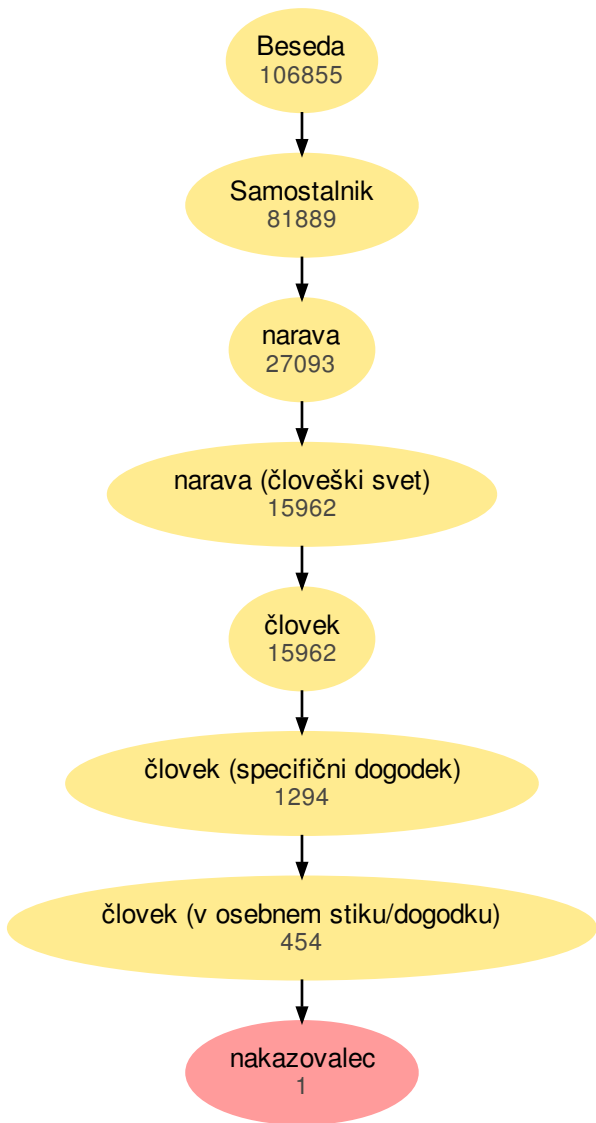 Beseda
106855
Samostalnik
81889
narava
27093
narava (človeški svet)
15962
človek
15962
človek (specifični dogodek)
1294
človek (v osebnem stiku/dogodku)
454
nakazovalec
1